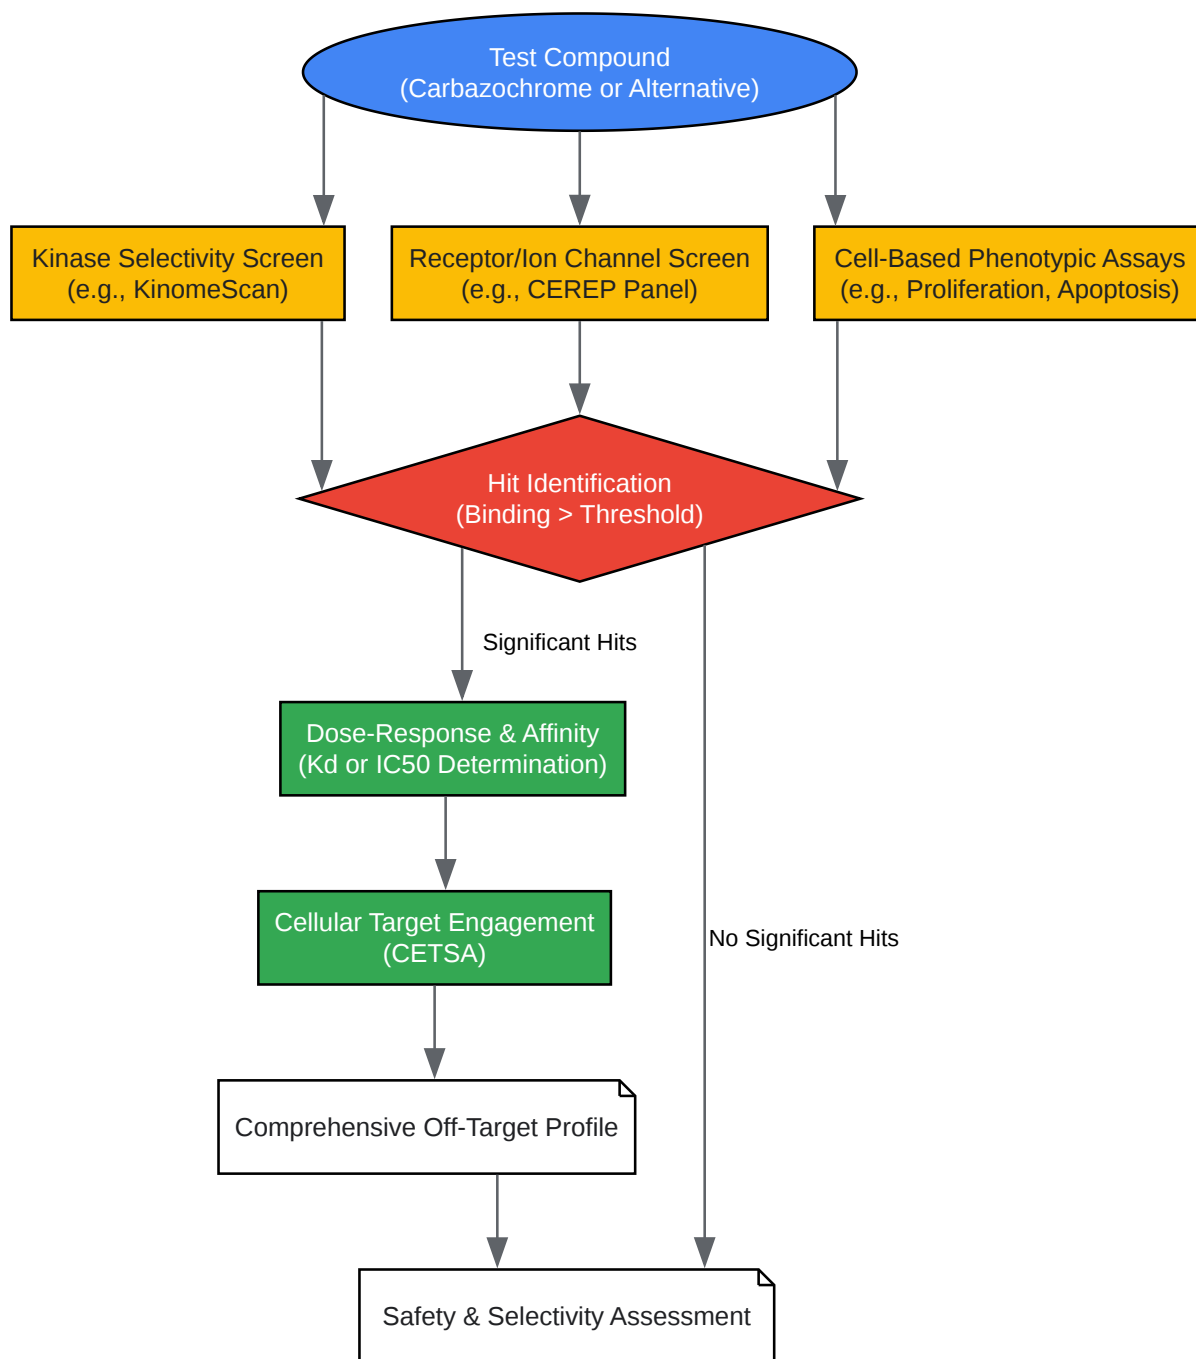 Test Compound
(Carbazochrome or Alternative)
Kinase Selectivity Screen
(e.g., KinomeScan)
Receptor/Ion Channel Screen
(e.g., CEREP Panel)
Cell-Based Phenotypic Assays
(e.g., Proliferation, Apoptosis)
Hit Identification
(Binding > Threshold)
Significant Hits
Dose-Response & Affinity
(Kd or IC50 Determination)
Cellular Target Engagement
(CETSA)
No Significant Hits
Comprehensive Off-Target Profile
Safety & Selectivity Assessment